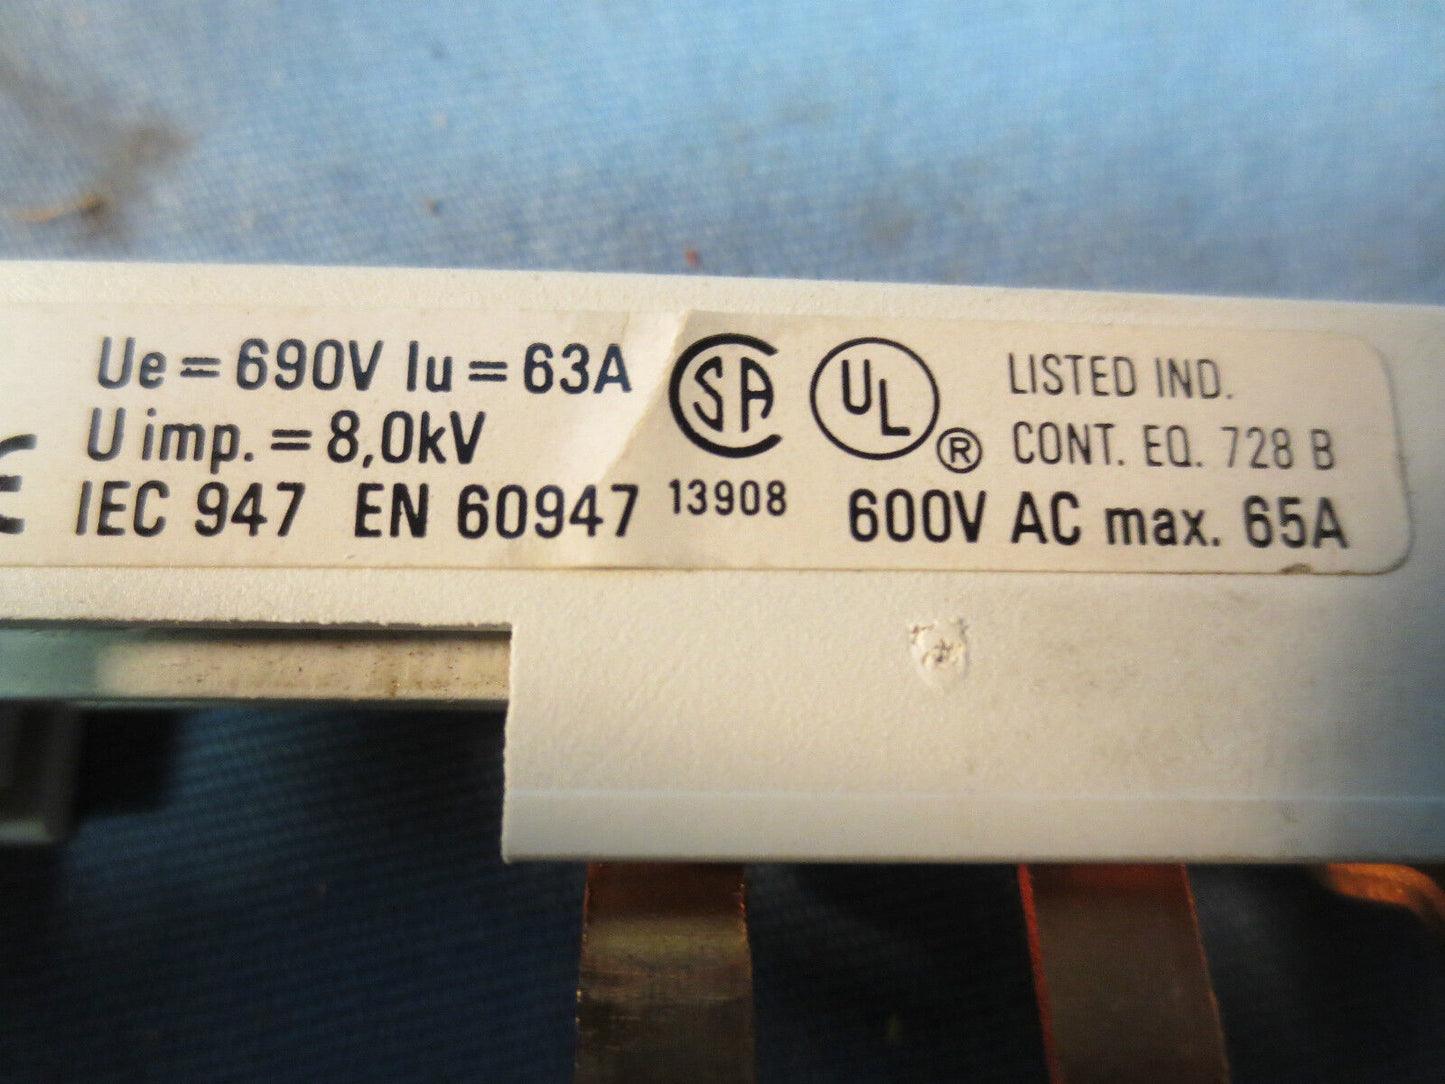 Ue = 690V Iu = 63A
U imp. = 8,0kV
CE
IEC 947 EN 60947
SA
13908
UL ®
LISTED IND.
CONT. EQ. 728 B
600V AC max. 65A